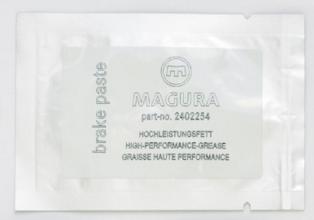 brake paste
MAGURA
part-no. 2402254
HOCHLEISTUNGSFETT
HIGH-PERFORMANCE-GREASE
GRAISSE HAUTE PERFORMANCE